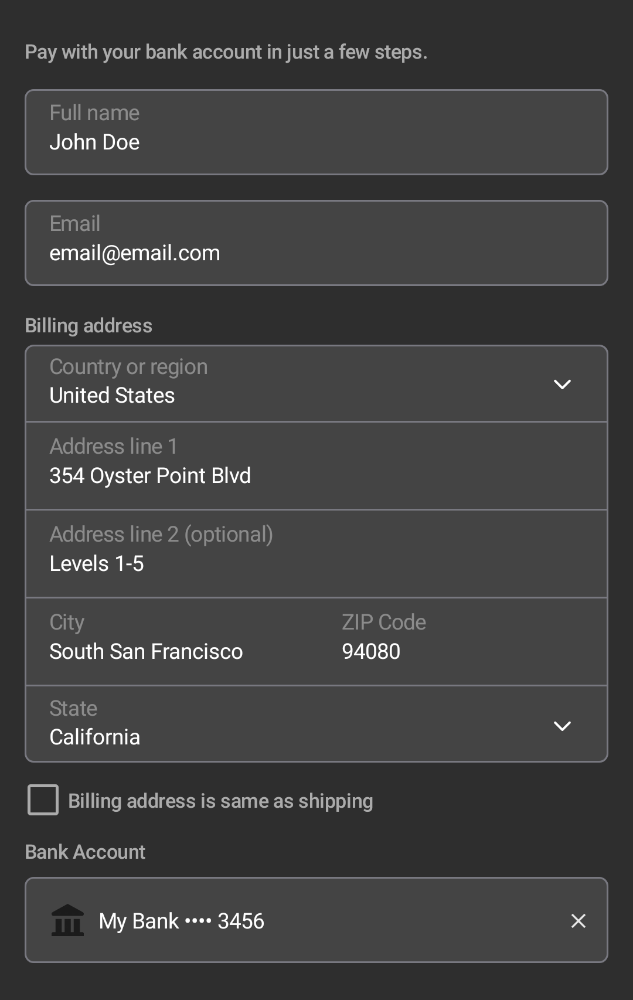 Pay with your bank account in just a few steps.
Full name
John Doe
Email
email@email.com
Billing address
Country or region
United States
Address line 1
354 Oyster Point Blvd
Address line 2 (optional)
Levels 1-5
City
South San Francisco
ZIP Code
94080
State
California
Billing address is same as shipping
Bank Account
My Bank •••• 3456